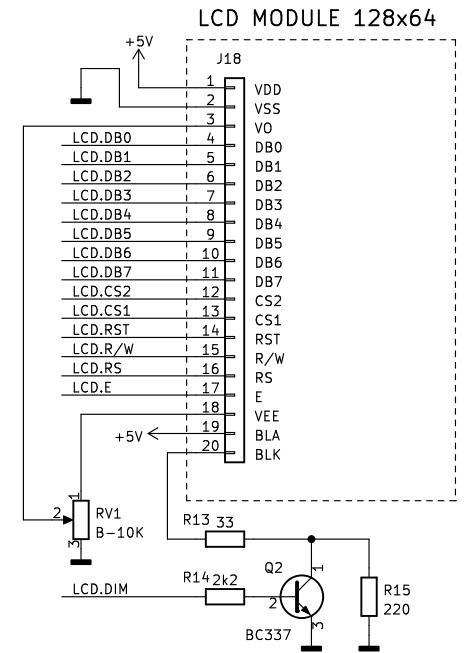 LCD MODULE 128x64
+5V
J18
1 VDD
2 VSS
3 VO
LCD.DB0 4 DB0
LCD.DB1 5 DB1
LCD.DB2 6 DB2
LCD.DB3 7 DB3
LCD.DB4 8 DB4
LCD.DB5 9 DB5
LCD.DB6 10 DB6
LCD.DB7 11 DB7
LCD.CS2 12 CS2
LCD.CS1 13 CS1
LCD.RST 14 RST
LCD.R/W 15 R/W
LCD.RS 16 RS
LCD.E 17 E
18 VEE
+5V 19 BLA
20 BLK
1
2 RV1
B-10K
3
R13 33
Q2 1
LCD.DIM R14 2k2 2
R15
220
3
BC337